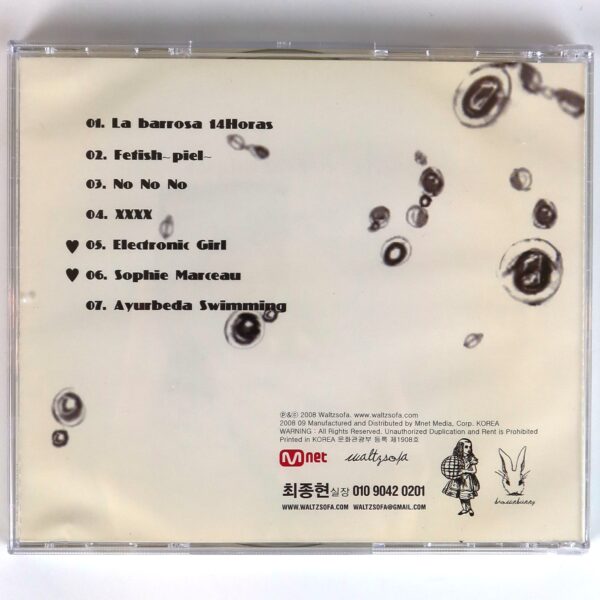 01. La barrosa 14Horas
02. Fetish~piel~
03. No No No
04. XXXX
♥ 05. Electronic Girl
♥ 06. Sophie Marceau
07. Ayurbeda Swimming
℗&© 2008 Waltzsofa. www.waltzsofa.com
2008 09 Manufactured and Distributed by Mnet Media, Corp. KOREA
WARNING : All Rights Reserved. Unauthorized Duplication and Rent is Prohibited
Printed in KOREA 문화관광부 등록 제1908호
Mnet waltzsofa
최종현실장 010 9042 0201
WWW.WALTZSOFA.COM WALTZSOFA@GMAIL.COM
brownbunny